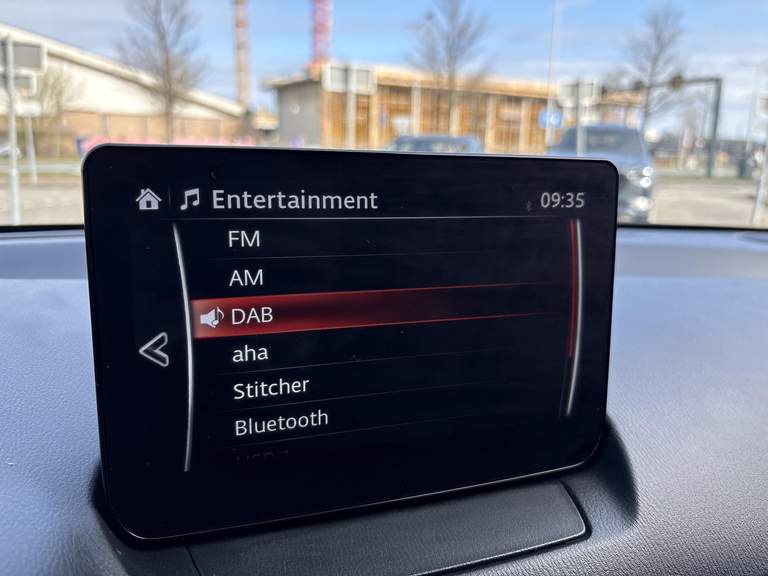 Entertainment 09:35
FM
AM
DAB
aha
Stitcher
Bluetooth